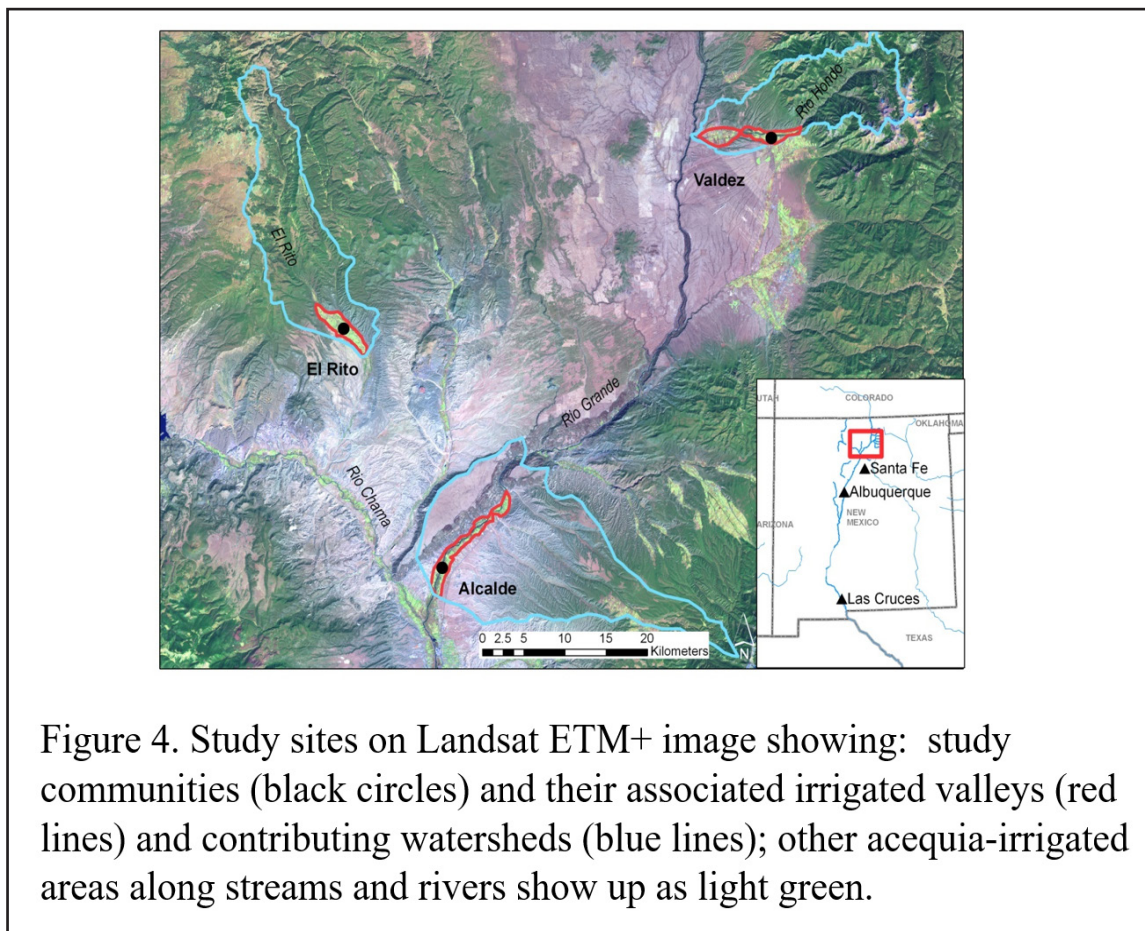 Rio Hondo
Valdez
El Rito
El Rito
Rio Grande
Rio Chama
Alcalde
0 2.5 5 10 15 20
Kilometers
N
UTAH
COLORADO
OKLAHOMA
Santa Fe
Albuquerque
NEW
MEXICO
ARIZONA
Las Cruces
TEXAS
Figure 4. Study sites on Landsat ETM+ image showing: study
communities (black circles) and their associated irrigated valleys (red
lines) and contributing watersheds (blue lines); other acequia-irrigated
areas along streams and rivers show up as light green.